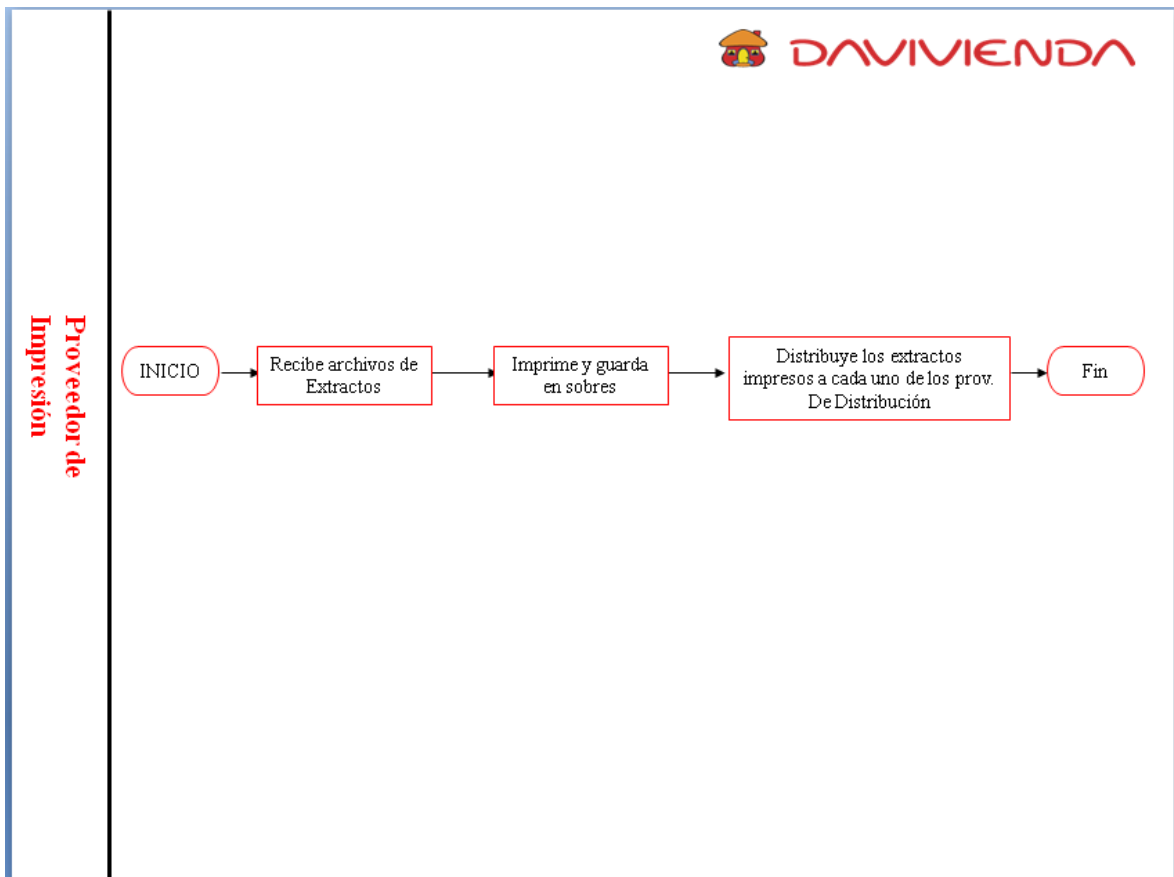 DAVIVIENDA
Proveedor de
Impresión
INICIO
Recibe archivos de
Extractos
Imprime y guarda
en sobres
Distribuye los extractos
impresos a cada uno de los prov.
De Distribución
Fin